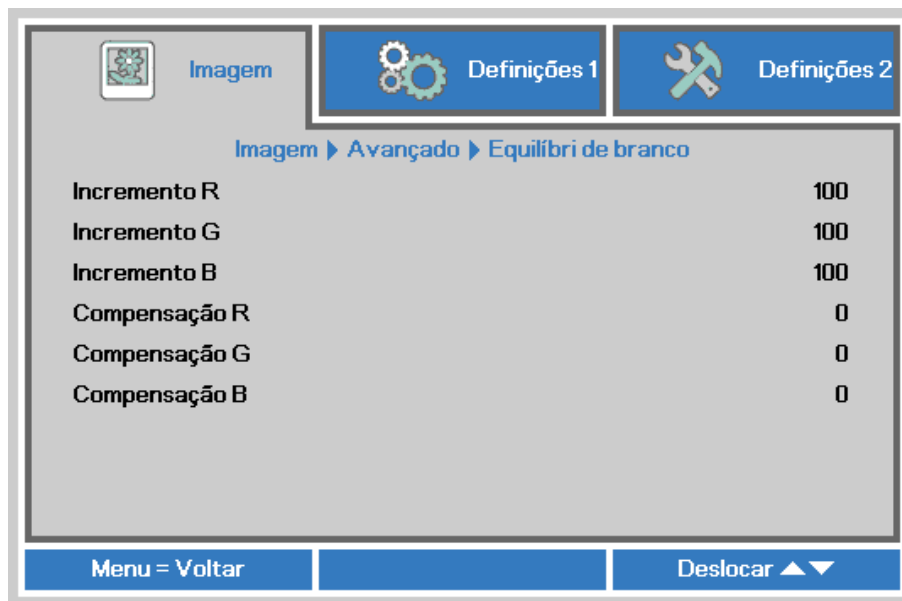 Imagem
Definições 1
Definições 2
Imagem ▶ Avançado ▶ Equilíbri de branco
Incremento R 100
Incremento G 100
Incremento B 100
Compensação R 0
Compensação G 0
Compensação B 0
Menu = Voltar
Deslocar ▲▼